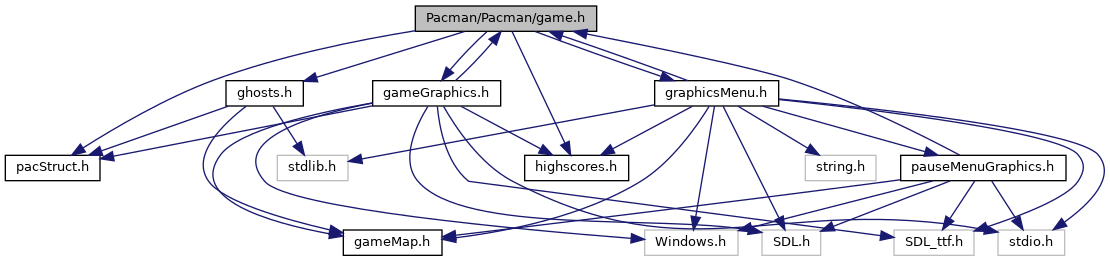 Pacman/Pacman/game.h
ghosts.h
gameGraphics.h
graphicsMenu.h
pacStruct.h
stdlib.h
highscores.h
string.h
pauseMenuGraphics.h
gameMap.h
Windows.h
SDL.h
SDL_ttf.h
stdio.h